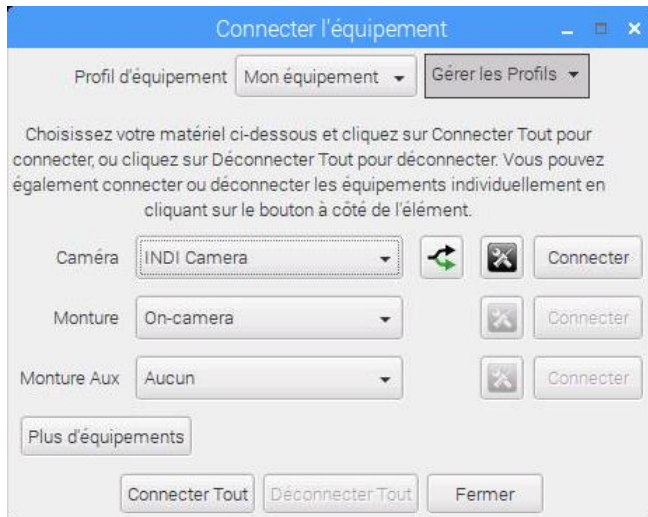 Connecter l'équipement
Profil d'équipement Mon équipement Gérer les Profils
Choisissez votre matériel ci-dessous et cliquez sur Connecter Tout pour
connecter, ou cliquez sur Déconnecter Tout pour déconnecter. Vous pouvez
également connecter ou déconnecter les équipements individuellement en
cliquant sur le bouton à côté de l'élément.
Caméra INDI Camera Connecter
Monture On-camera Connecter
Monture Aux Aucun Connecter
Plus d'équipements
Connecter Tout Déconnecter Tout Fermer